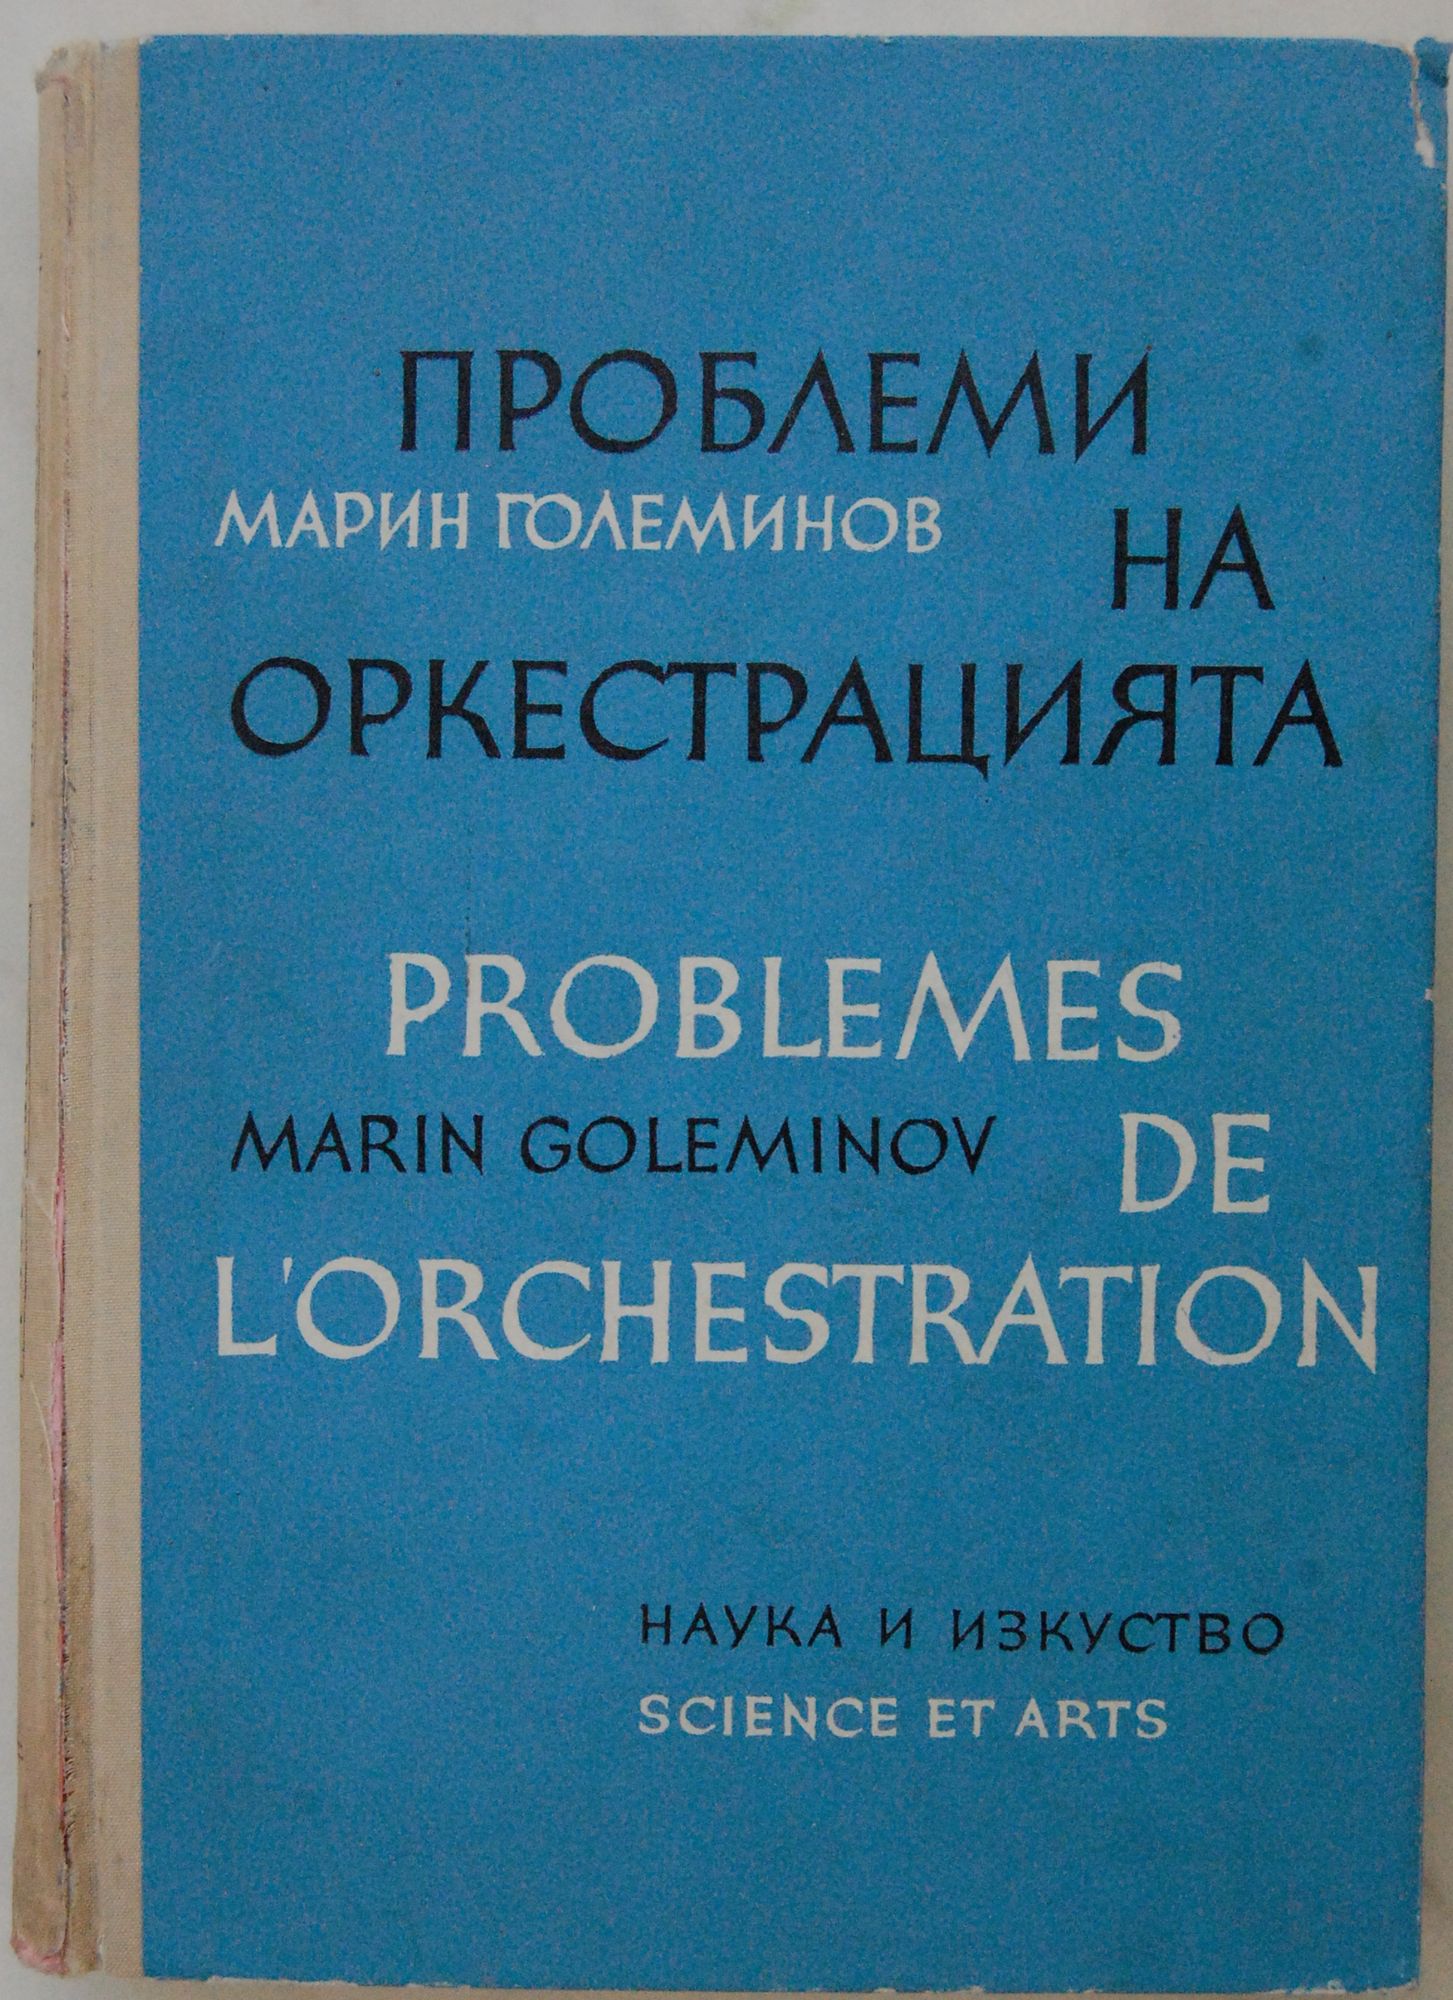 ПРОБЛЕМИ
МАРИН ГОЛЕМИНОВ
НА
ОРКЕСТРАЦИЯТА
PROBLEMES
MARIN GOLEMINOV
DE
L'ORCHESTRATION
НАУКА И ИЗКУСТВО
SCIENCE ET ARTS